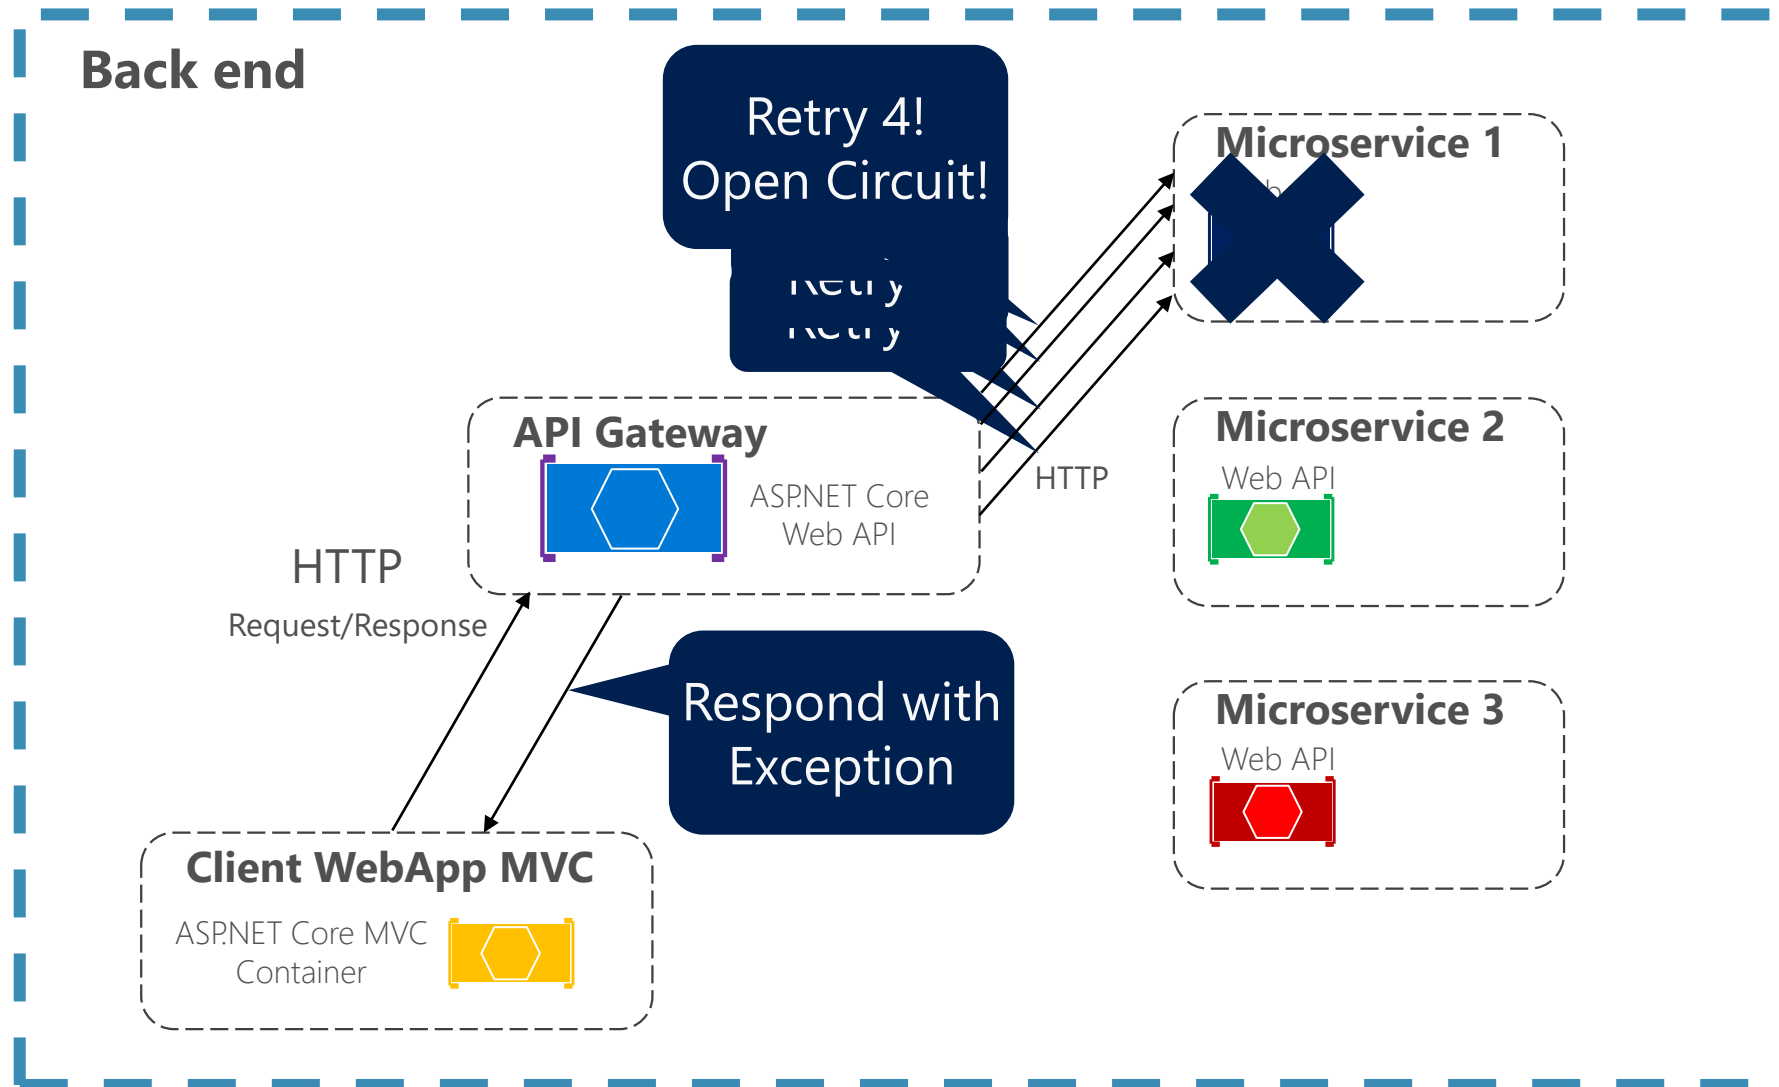 Back end
Retry 4!
Open Circuit!
Retry
Retry
Microservice 1
API Gateway
ASP.NET Core
Web API
HTTP
Microservice 2
Web API
HTTP
Request/Response
Respond with
Exception
Microservice 3
Web API
Client WebApp MVC
ASP.NET Core MVC
Container